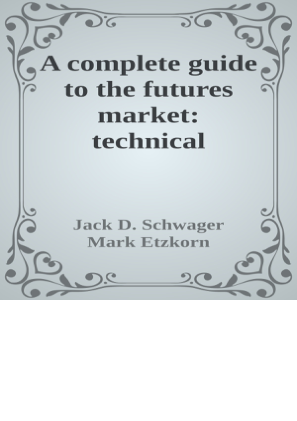 A complete guide
to the futures
market:
technical
Jack D. Schwager
Mark Etzkorn